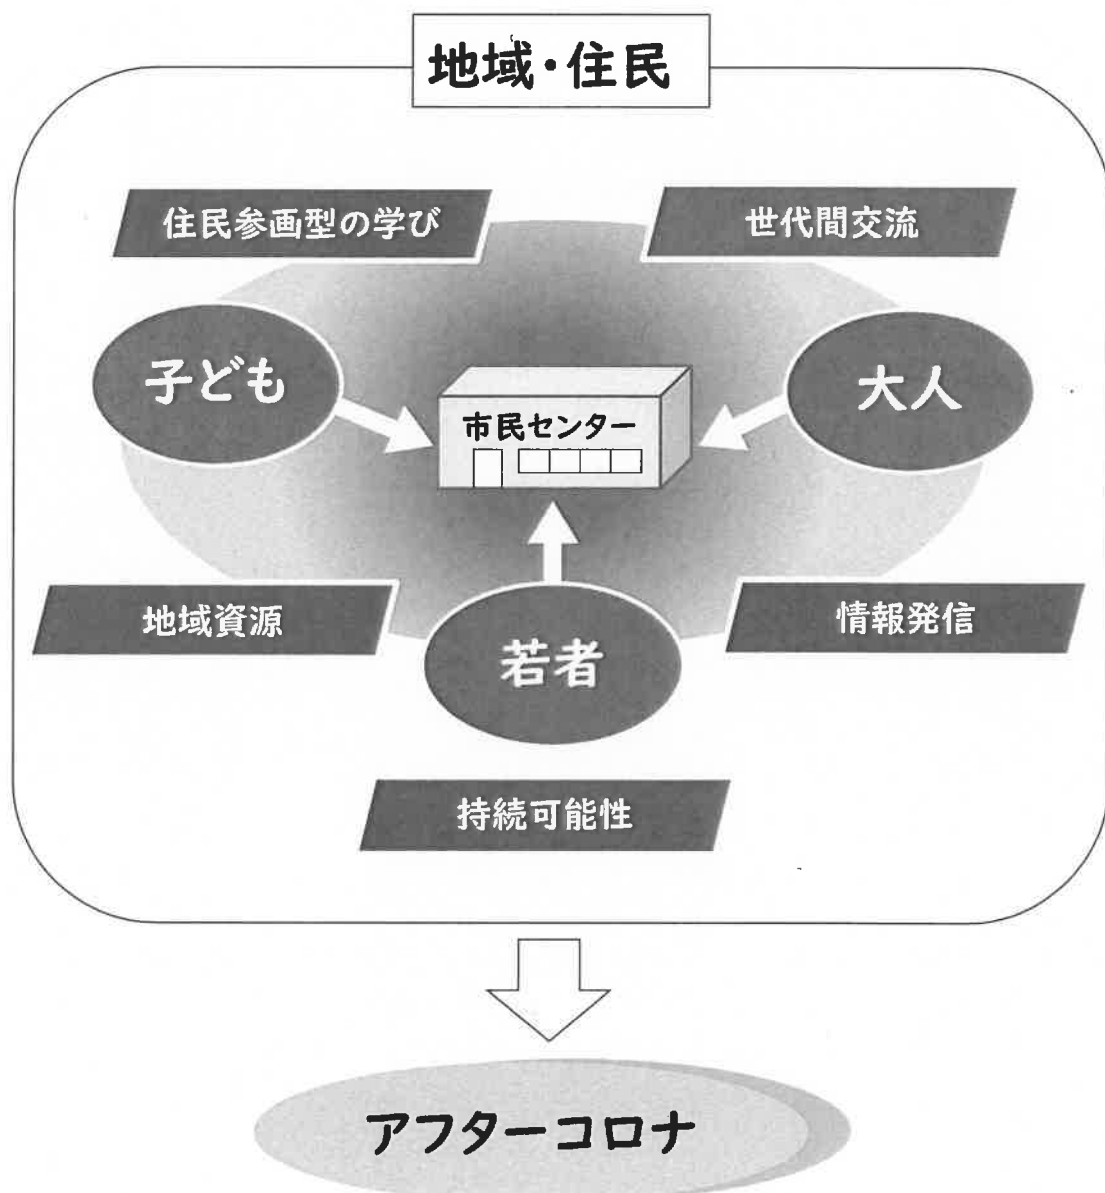 地域・住民
住民参画型の学び
世代間交流
子ども
大人
市民センター
地域資源
若者
情報発信
持続可能性
アフターコロナ